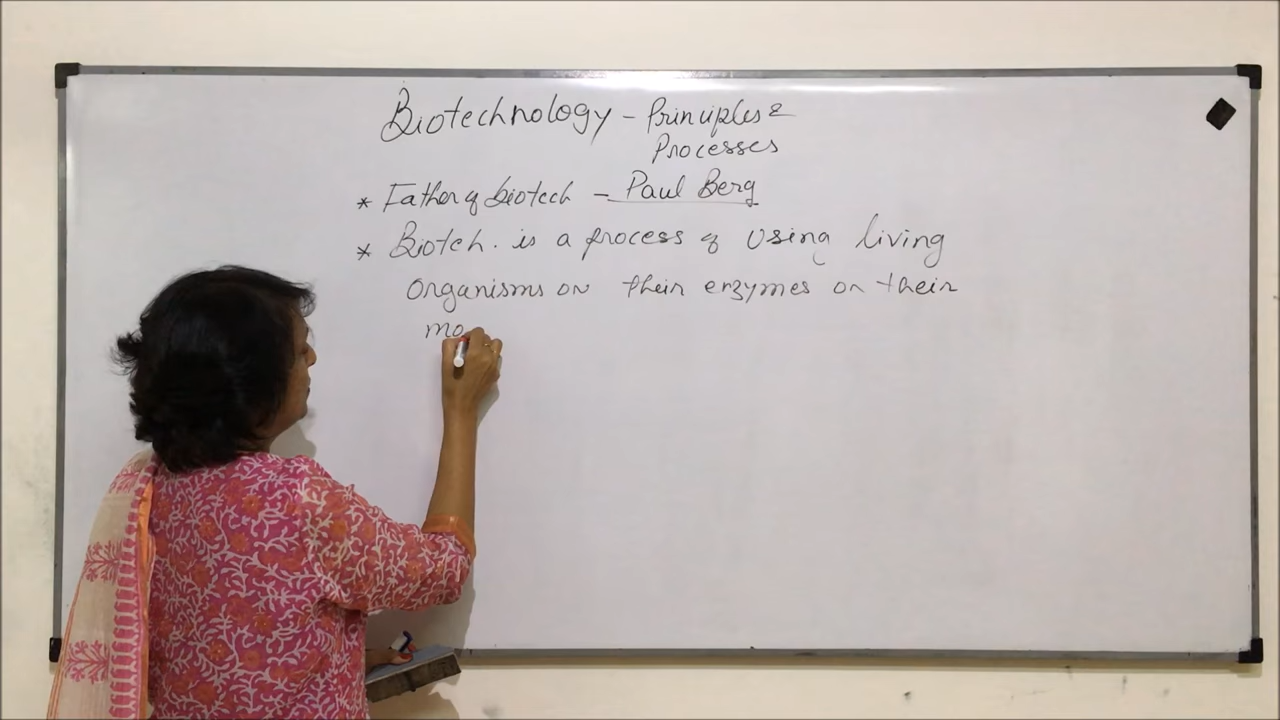 Biotechnology - Principles &
Processes
* Father of biotech - Paul Berg
* Biotch. is a process of using living
organisms or their enzymes or their
mo